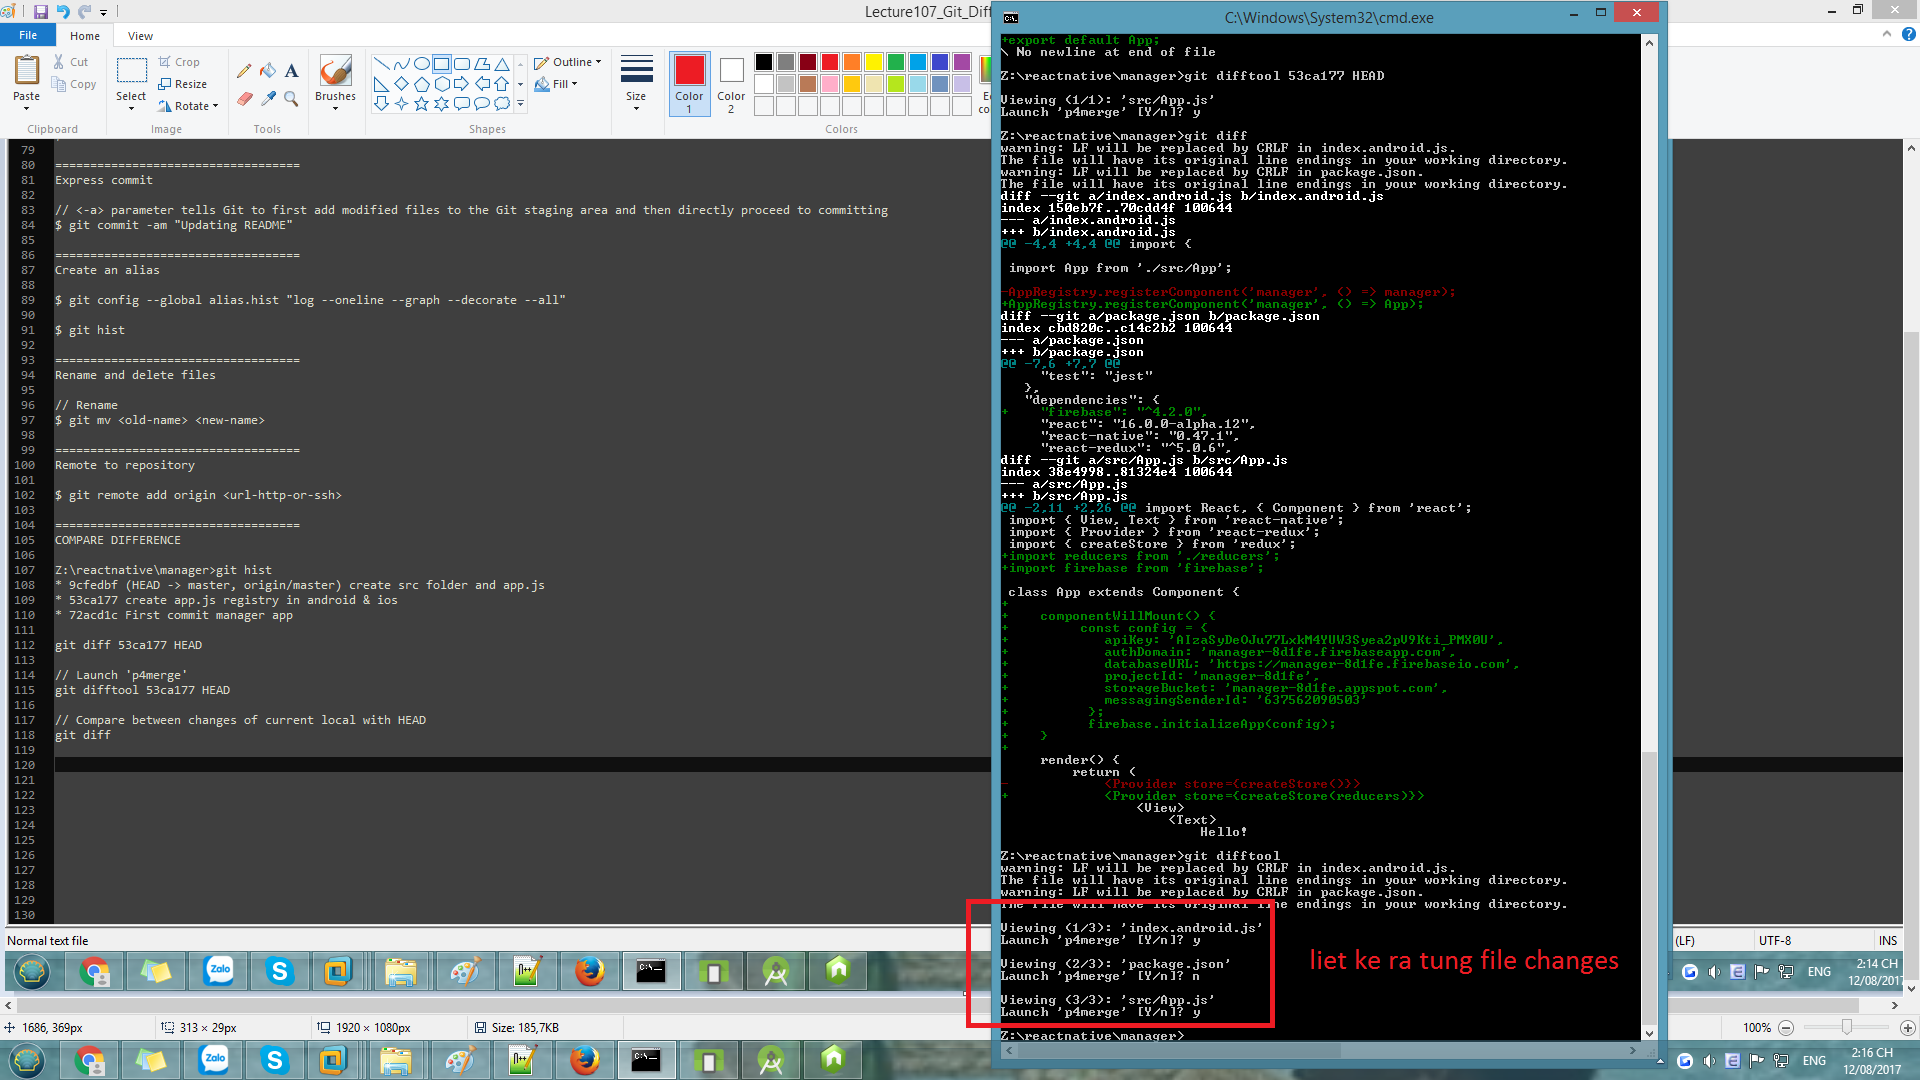 Lecture107_Git_Diff
File
Home
View
Paste
Cut
Copy
Clipboard
Select
Crop
Resize
Rotate
Image
Tools
Brushes
Shapes
Outline
Fill
Size
Color
1
Color
2
Colors
79
80 ===================================
81 Express commit
82
83 // <-a> parameter tells Git to first add modified files to the Git staging area and then directly proceed to committing
84 $ git commit -am "Updating README"
85
86 ===================================
87 Create an alias
88
89 $ git config --global alias.hist "log --oneline --graph --decorate --all"
90
91 $ git hist
92
93 ===================================
94 Rename and delete files
95
96 // Rename
97 $ git mv <old-name> <new-name>
98
99 ===================================
100 Remote to repository
101
102 $ git remote add origin <url-http-or-ssh>
103
104 ===================================
105 COMPARE DIFFERENCE
106
107 Z:\reactnative\manager>git hist
108 * 9cfedbf (HEAD -> master, origin/master) create src folder and app.js
109 * 53ca177 create app.js registry in android & ios
110 * 72acd1c First commit manager app
111
112 git diff 53ca177 HEAD
113
114 // Launch 'p4merge'
115 git difftool 53ca177 HEAD
116
117 // Compare between changes of current local with HEAD
118 git diff
119
120
121
122
123
124
125
126
127
128
129
130
Normal text file
(LF)
UTF-8
INS
C:\Windows\System32\cmd.exe
+export default App;
\ No newline at end of file
Z:\reactnative\manager>git difftool 53ca177 HEAD
Viewing (1/1): 'src/App.js'
Launch 'p4merge' [Y/n]? y
Z:\reactnative\manager>git diff
warning: LF will be replaced by CRLF in index.android.js.
The file will have its original line endings in your working directory.
warning: LF will be replaced by CRLF in package.json.
The file will have its original line endings in your working directory.
diff --git a/index.android.js b/index.android.js
index 150eb7f..70cdd4f 100644
--- a/index.android.js
+++ b/index.android.js
@@ -4,4 +4,4 @@ import {
import App from './src/App';
-AppRegistry.registerComponent('manager', () => manager);
+AppRegistry.registerComponent('manager', () => App);
diff --git a/package.json b/package.json
index cbd820c..c14c2b2 100644
--- a/package.json
+++ b/package.json
@@ -7,6 +7,7 @@
"test": "jest"
},
"dependencies": {
+ "firebase": "^4.2.0",
"react": "16.0.0-alpha.12",
"react-native": "0.47.1",
"react-redux": "^5.0.6",
diff --git a/src/App.js b/src/App.js
index 38e4998..81324e4 100644
--- a/src/App.js
+++ b/src/App.js
@@ -2,11 +2,26 @@ import React, { Component } from 'react';
import { View, Text } from 'react-native';
import { Provider } from 'react-redux';
import { createStore } from 'redux';
+import reducers from './reducers';
+import firebase from 'firebase';
class App extends Component {
+
+ componentWillMount() {
+ const config = {
+ apiKey: 'AIzaSyDeOJu77LxkM4YUW3Syea2pV9Kti_PMX0U',
+ authDomain: 'manager-8d1fe.firebaseapp.com',
+ databaseURL: 'https://manager-8d1fe.firebaseio.com',
+ projectId: 'manager-8d1fe',
+ storageBucket: 'manager-8d1fe.appspot.com',
+ messagingSenderId: '637562090503'
+ };
+ firebase.initializeApp(config);
+ }
+
render() {
return (
- <Provider store={createStore()}>
+ <Provider store={createStore(reducers)}>
<View>
<Text>
Hello!
Z:\reactnative\manager>git difftool
warning: LF will be replaced by CRLF in index.android.js.
The file will have its original line endings in your working directory.
warning: LF will be replaced by CRLF in package.json.
The file will have its original line endings in your working directory.
Viewing (1/3): 'index.android.js'
Launch 'p4merge' [Y/n]? y
Viewing (2/3): 'package.json'
Launch 'p4merge' [Y/n]? n
Viewing (3/3): 'src/App.js'
Launch 'p4merge' [Y/n]? y
Z:\reactnative\manager>
liet ke ra tung file changes
Zalo
ENG
2:14 CH
12/08/2017
1686, 369px
313 × 29px
1920 × 1080px
Size: 185,7KB
100%
Zalo
ENG
2:16 CH
12/08/2017